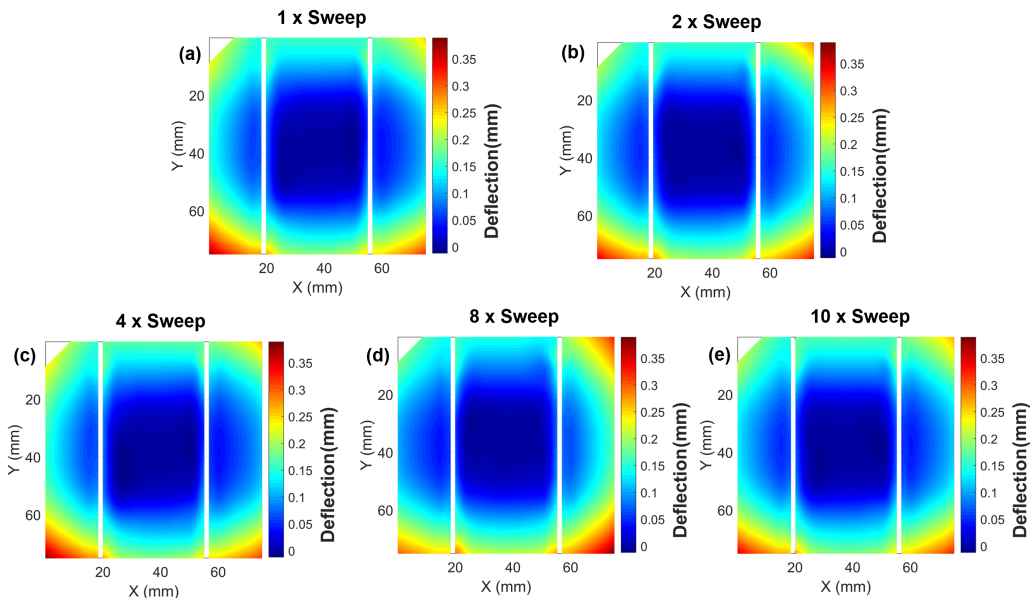 1 x Sweep
(a)
20
40
60
Y (mm)
20
40
60
X (mm)
0.35
0.3
0.25
0.2
0.15
0.1
0.05
0
Deflection(mm)
2 x Sweep
(b)
20
40
60
Y (mm)
20
40
60
X (mm)
0.35
0.3
0.25
0.2
0.15
0.1
0.05
0
Deflection(mm)
4 x Sweep
(c)
20
40
60
Y (mm)
20
40
60
X (mm)
0.35
0.3
0.25
0.2
0.15
0.1
0.05
0
Deflection(mm)
8 x Sweep
(d)
20
40
60
Y (mm)
20
40
60
X (mm)
0.35
0.3
0.25
0.2
0.15
0.1
0.05
0
Deflection(mm)
10 x Sweep
(e)
20
40
60
Y (mm)
20
40
60
X (mm)
0.35
0.3
0.25
0.2
0.15
0.1
0.05
0
Deflection(mm)